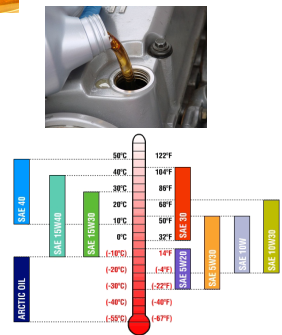 50°C 122°F
40°C 104°F
30°C 86°F
20°C 68°F
10°C 50°F
0°C 32°F
(-10°C) 14°F
(-20°C) (-4°F)
(-30°C) (-22°F)
(-40°C) (-40°F)
(-55°C) (-67°F)
SAE 40
ARCTIC OIL
SAE 15W40
SAE 15W30
SAE 30
SAE 5W20
SAE 5W30
SAE 10W
SAE 10W30